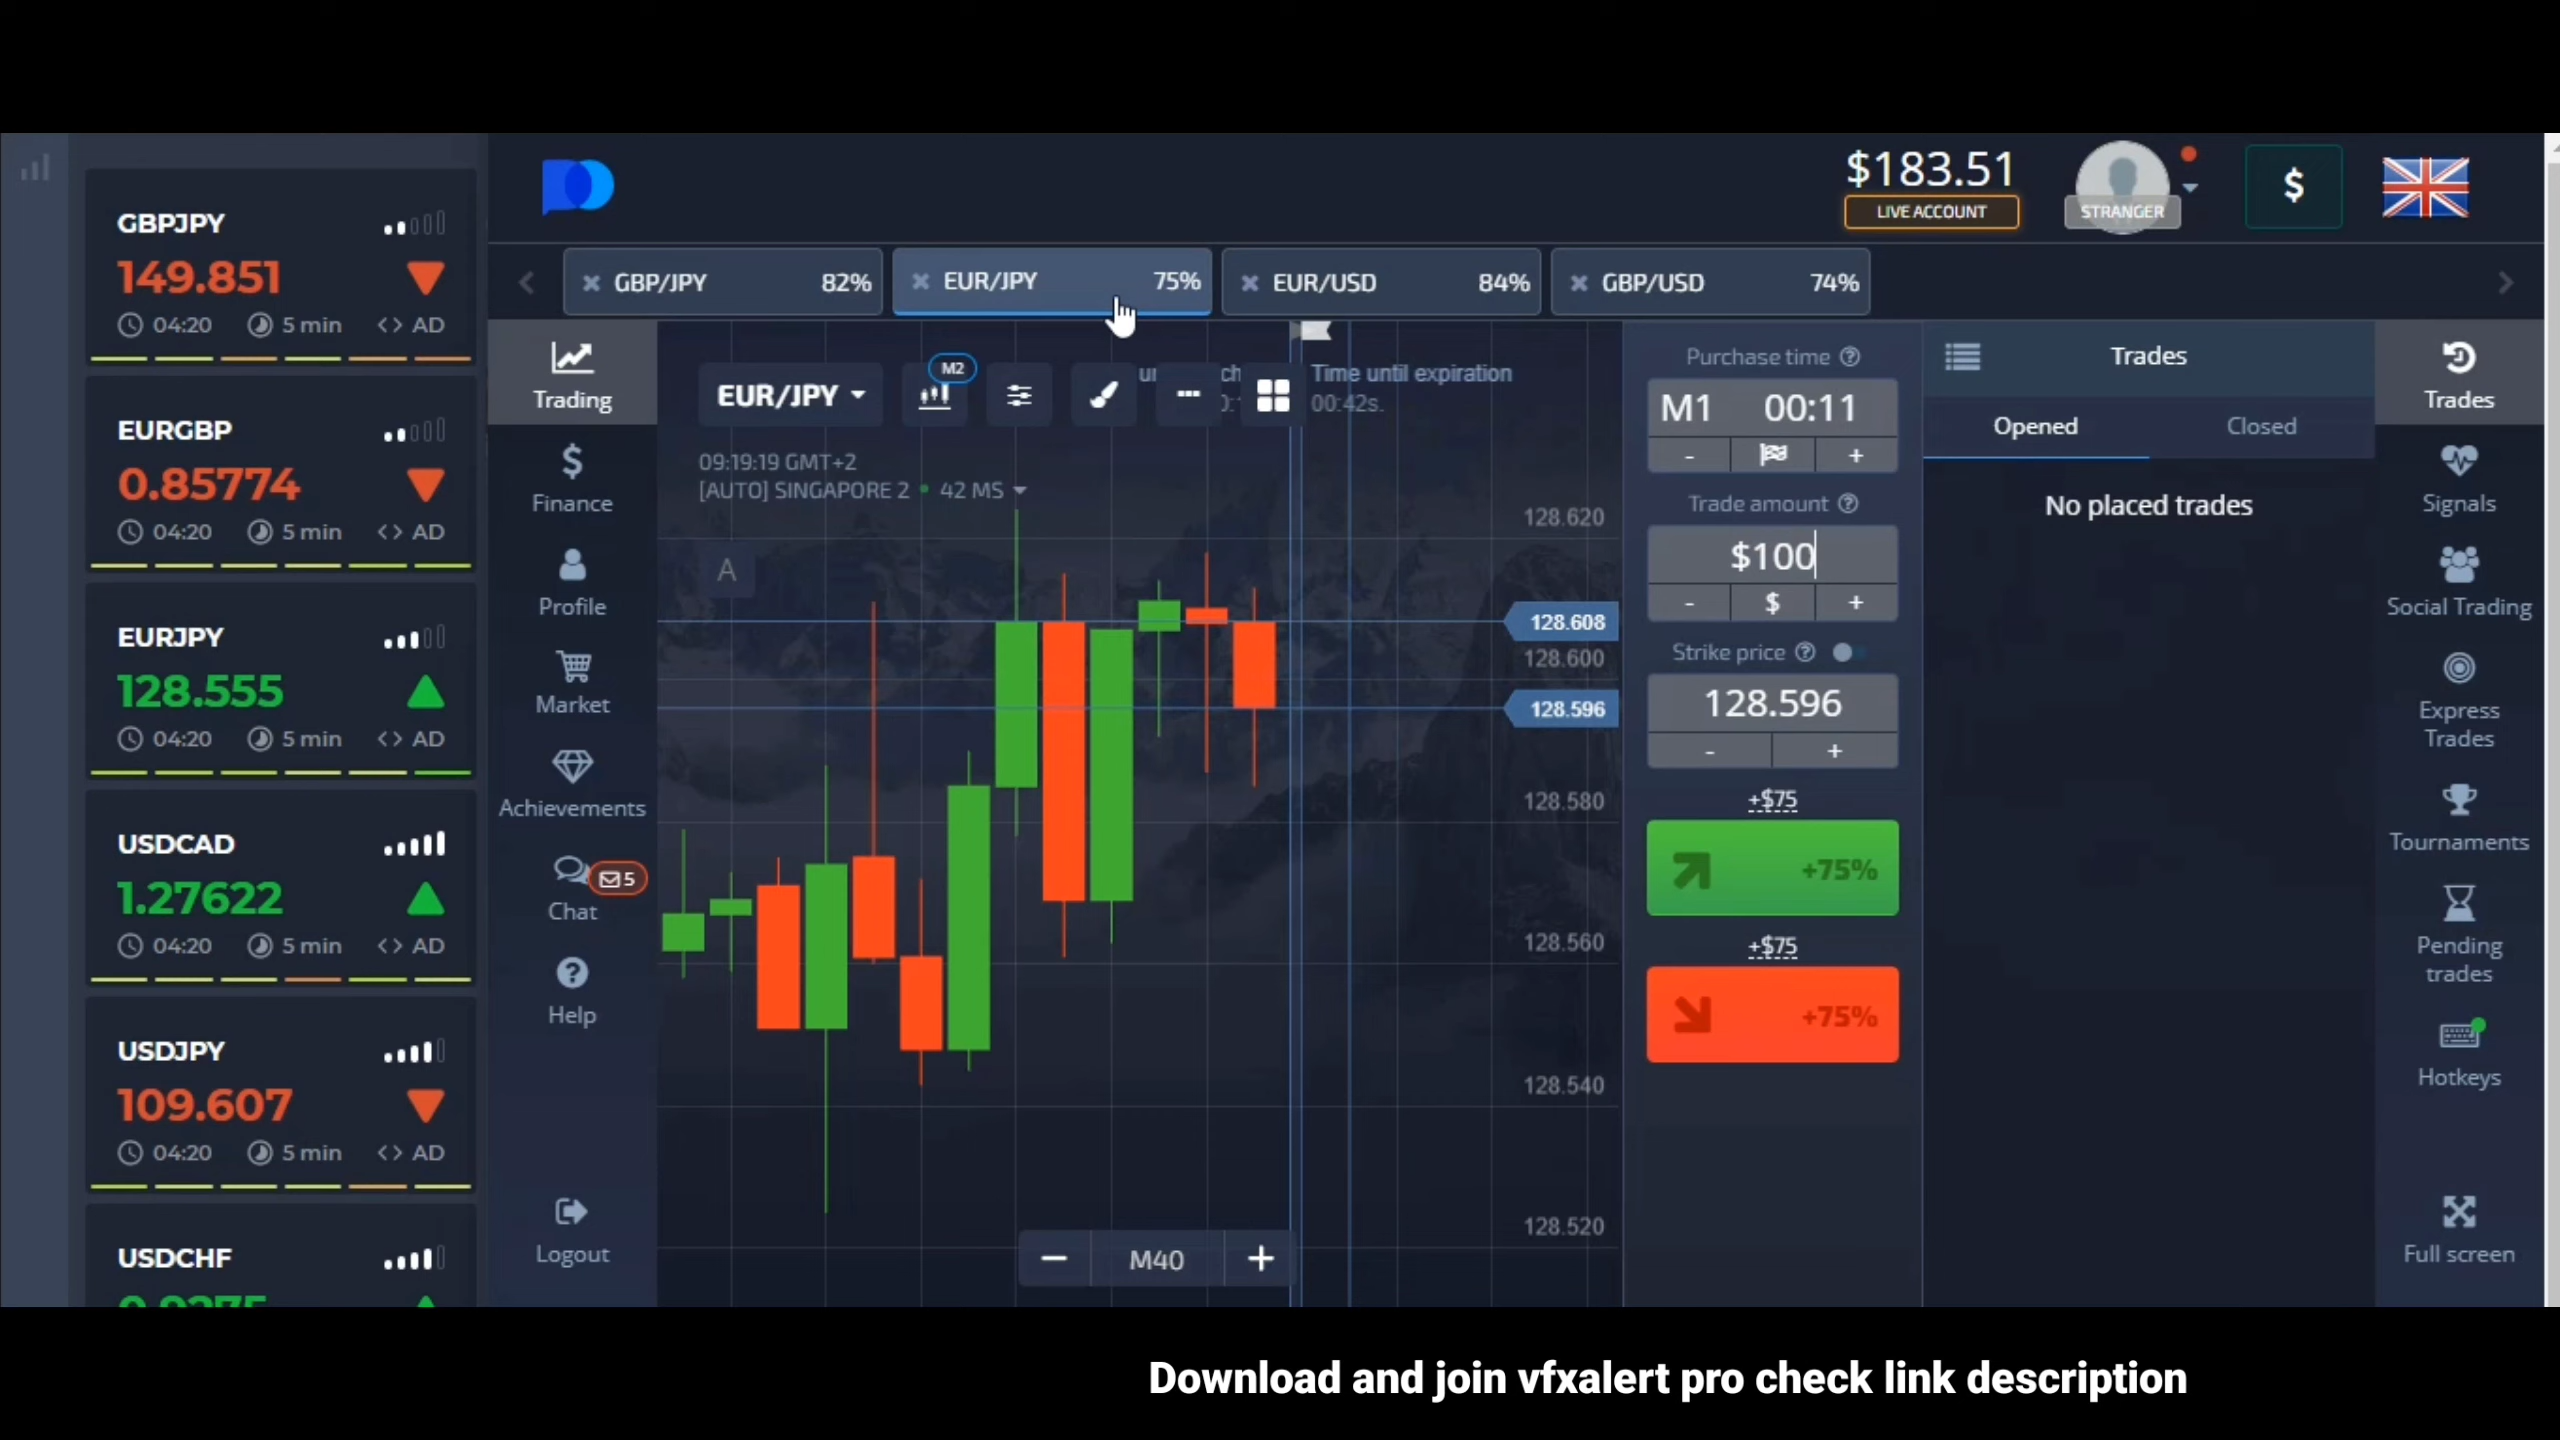 GBPJPY
149.851
04:20 5 min <> AD
EURGBP
0.85774
04:20 5 min <> AD
EURJPY
128.555
04:20 5 min <> AD
USDCAD
1.27622
04:20 5 min <> AD
USDJPY
109.607
04:20 5 min <> AD
USDCHF
$183.51
LIVE ACCOUNT
STRANGER
$
GBP/JPY 82%
EUR/JPY 75%
EUR/USD 84%
GBP/USD 74%
Trading
Finance
Profile
Market
Achievements
5
Chat
Help
Logout
EUR/JPY
M2
Time until expiration
00:42s.
09:19:19 GMT+2
[AUTO] SINGAPORE 2 • 42 MS
A
128.620
128.608
128.600
128.596
128.580
128.560
128.540
128.520
M40
Purchase time
M1 00:11
- +
Trade amount
$100
- $ +
Strike price
128.596
- +
+$75
+75%
+$75
+75%
Trades
Opened Closed
No placed trades
Trades
Signals
Social Trading
Express
Trades
Tournaments
Pending
trades
Hotkeys
Full screen
Download and join vfxalert pro check link description